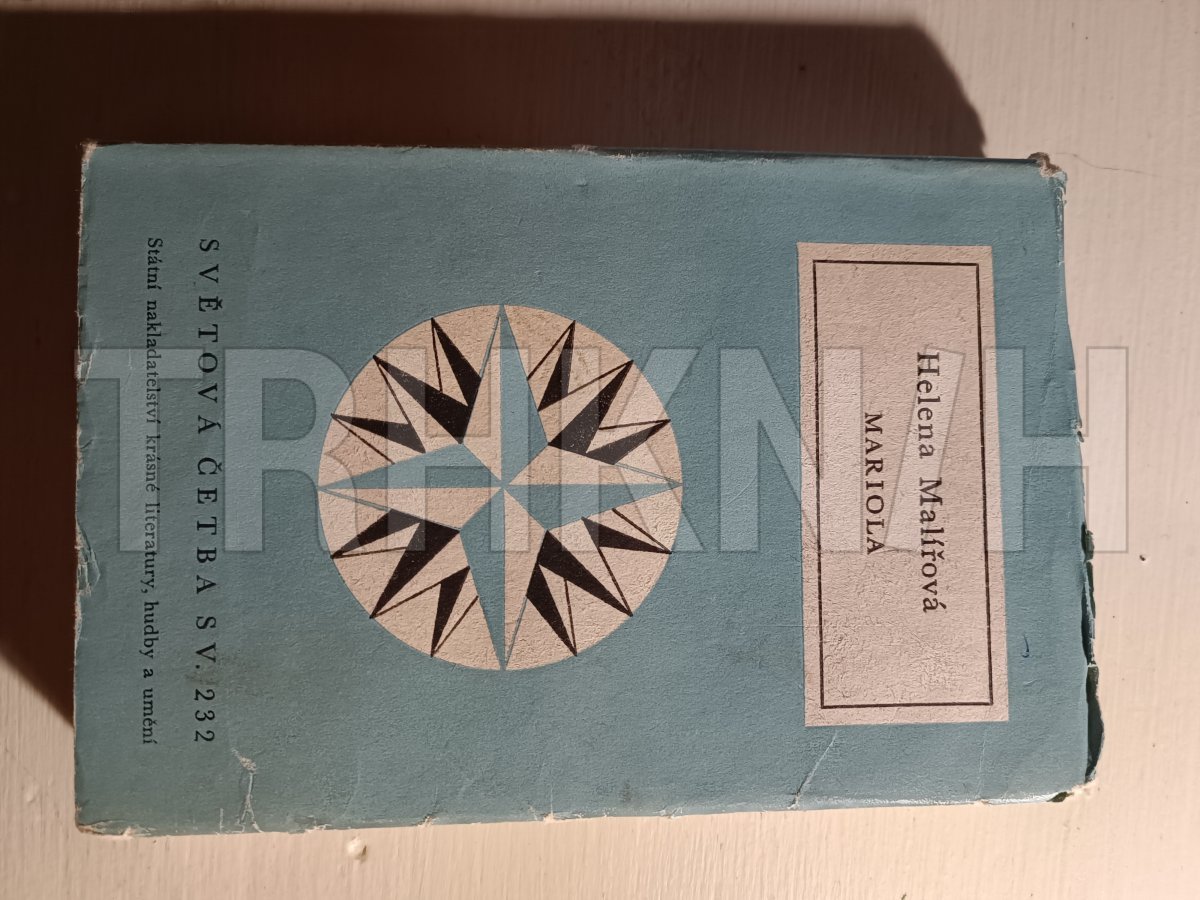 Helena Malířová
MARIOLA
SVĚTOVÁ ČETBA SV. 232
Státní nakladatelství krásné literatury, hudby a umění
TRHKNIH